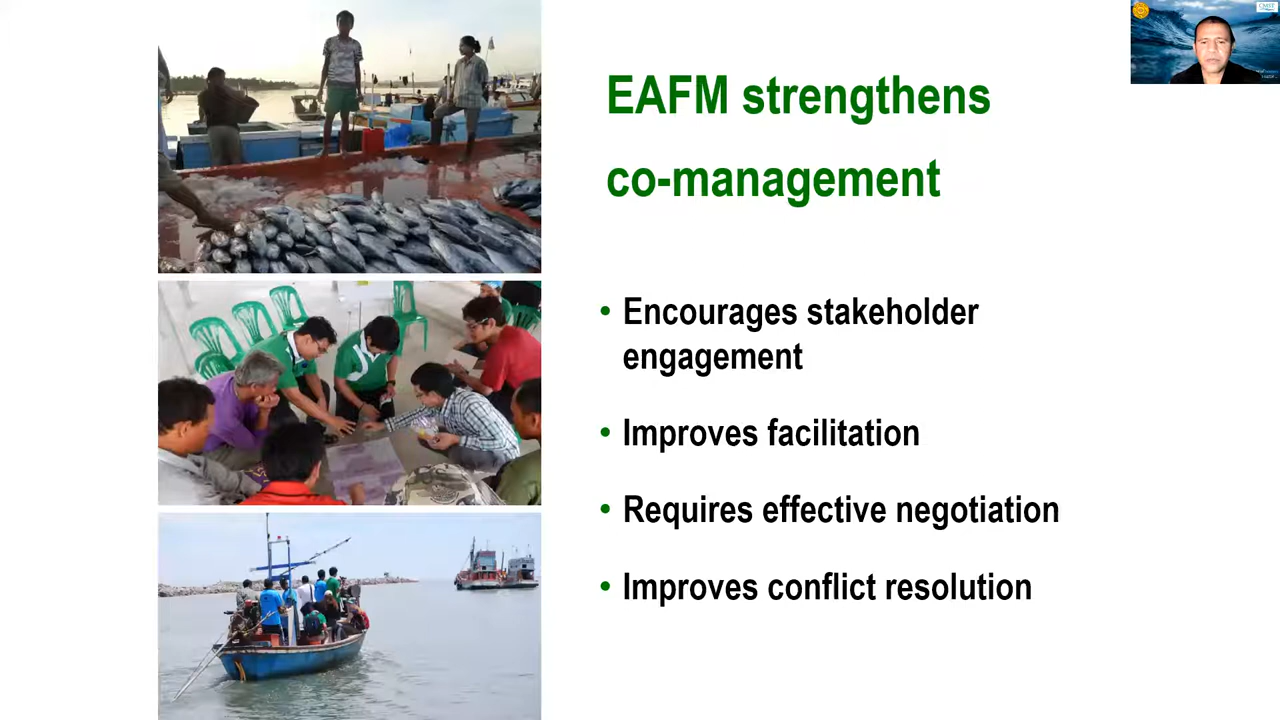 EAFM strengthens
co-management
• Encourages stakeholder
engagement
• Improves facilitation
• Requires effective negotiation
• Improves conflict resolution